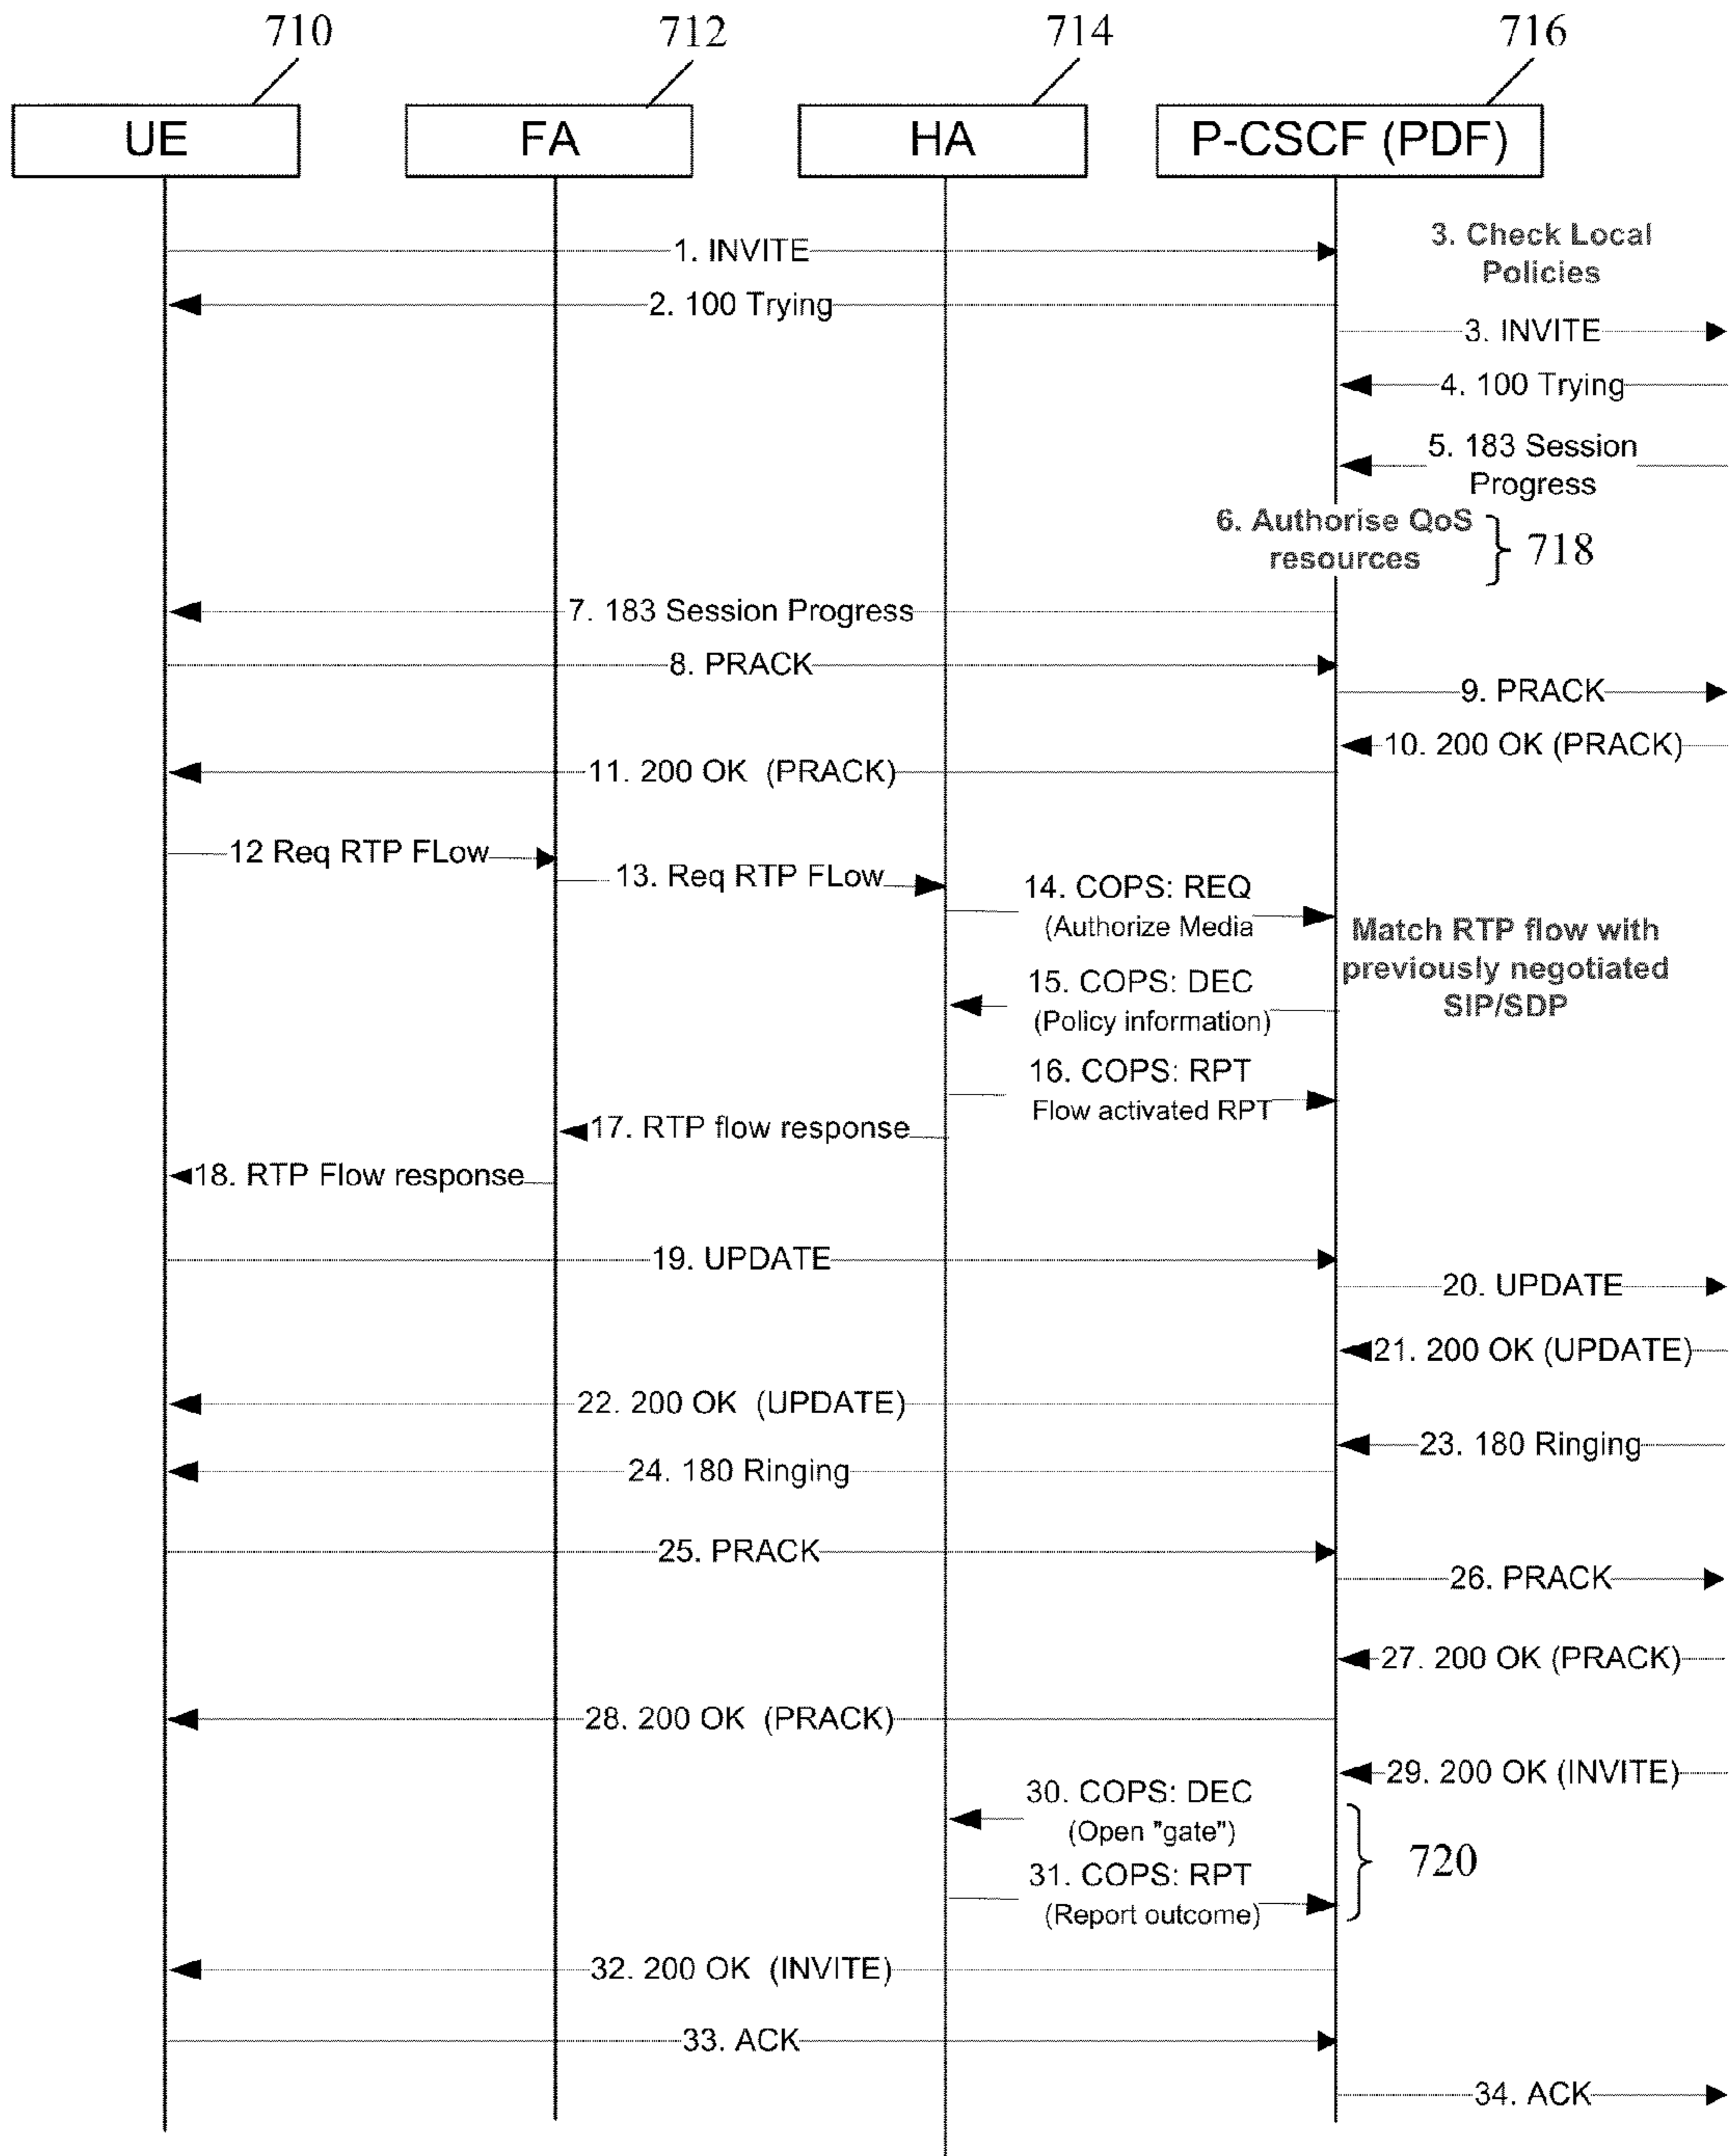 710 712 714 716
UE FA HA P-CSCF (PDF)
1. INVITE
3. Check Local
Policies
2. 100 Trying
3. INVITE
4. 100 Trying
5. 183 Session
Progress
6. Authorise QoS
resources
718
7. 183 Session Progress
8. PRACK
9. PRACK
10. 200 OK (PRACK)
11. 200 OK (PRACK)
12 Req RTP FLow
13. Req RTP FLow
14. COPS: REQ
(Authorize Media
Match RTP flow with
previously negotiated
SIP/SDP
15. COPS: DEC
(Policy information)
16. COPS: RPT
Flow activated RPT
17. RTP flow response
18. RTP Flow response
19. UPDATE
20. UPDATE
21. 200 OK (UPDATE)
22. 200 OK (UPDATE)
23. 180 Ringing
24. 180 Ringing
25. PRACK
26. PRACK
27. 200 OK (PRACK)
28. 200 OK (PRACK)
29. 200 OK (INVITE)
30. COPS: DEC
(Open "gate")
31. COPS: RPT
(Report outcome)
720
32. 200 OK (INVITE)
33. ACK
34. ACK